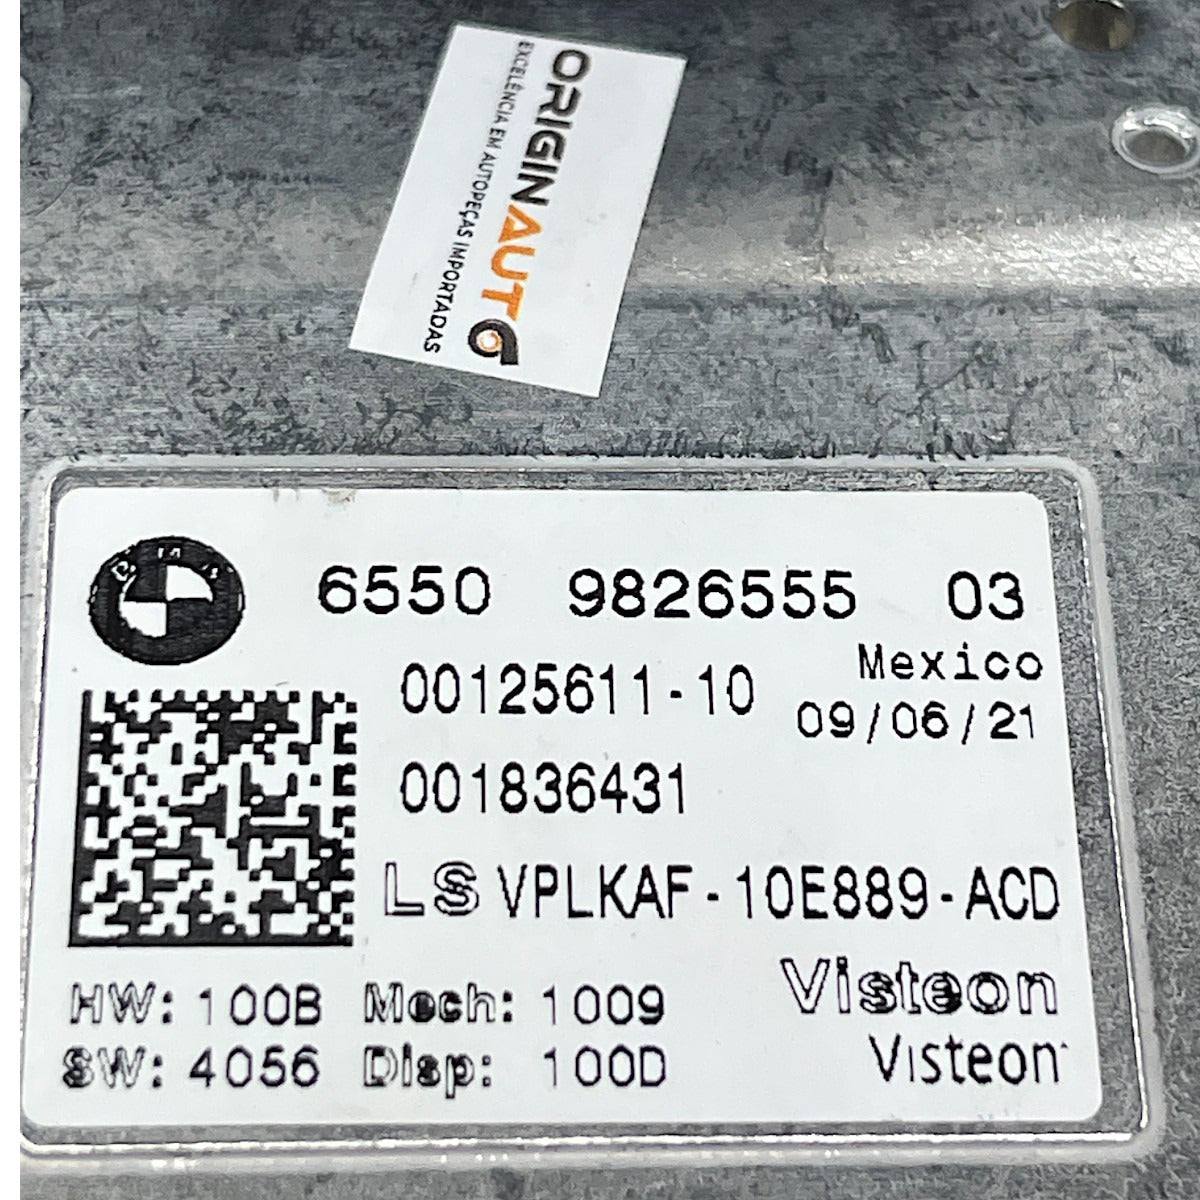 ORIGINAUTO
EXCELÊNCIA EM AUTOPEÇAS IMPORTADAS
BMW
6550 9826555 03
Mexico
00125611-10
09/06/21
001836431
LS VPLKAF-10E889-ACD
HW: 100B Mech: 1009
Visteon
SW: 4056 Disp: 100D
Visteon